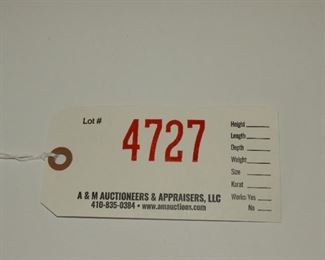 Lot #
4727
Height
Length
Depth
Weight
Size
Karat
Works: Yes
No
A & M AUCTIONEERS & APPRAISERS, LLC
410-835-0384 • www.amauctions.com